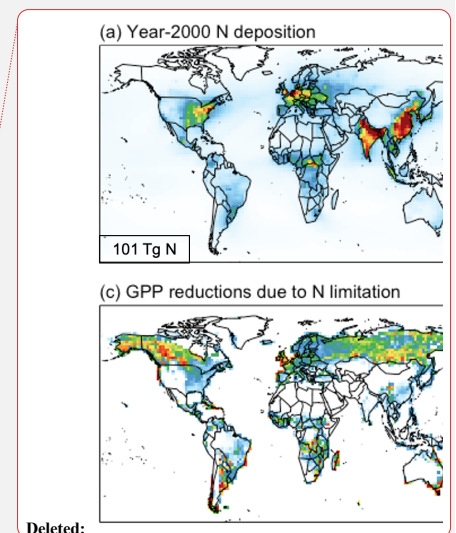 (a) Year-2000 N deposition
101 Tg N
(c) GPP reductions due to N limitation
Deleted: